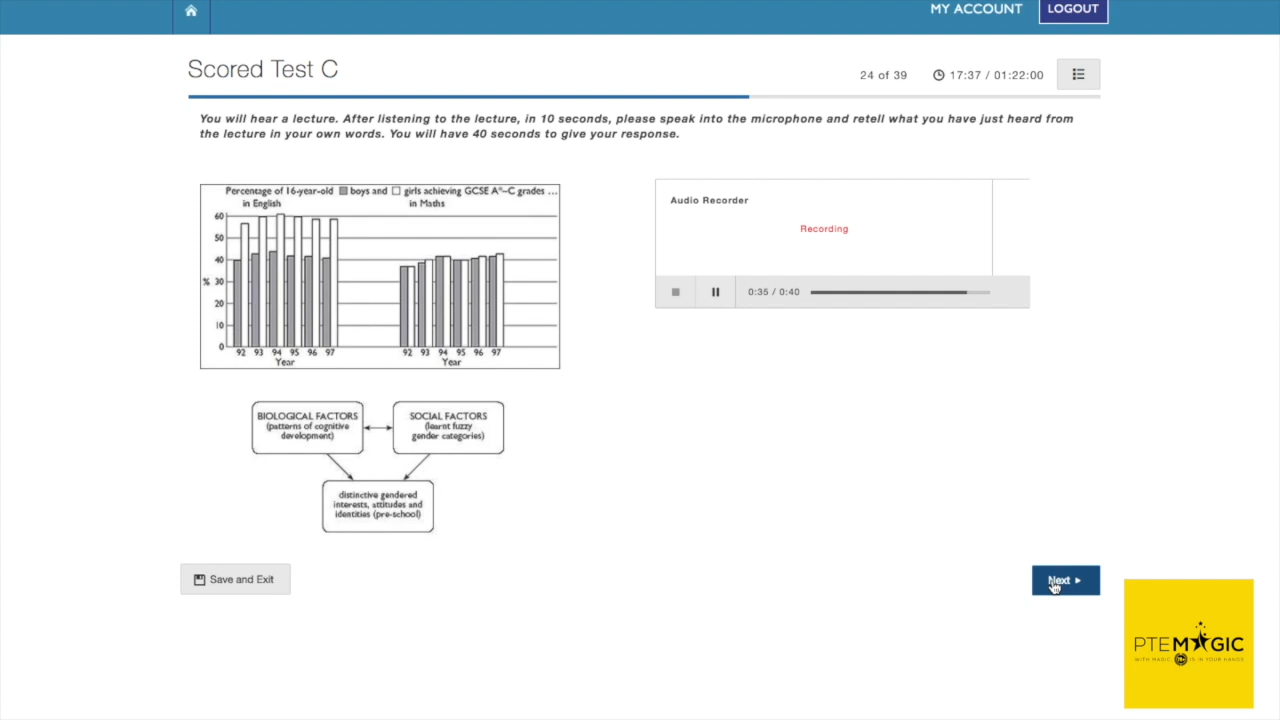 MY ACCOUNT
LOGOUT
Scored Test C
24 of 39
17:37 / 01:22:00
You will hear a lecture. After listening to the lecture, in 10 seconds, please speak into the microphone and retell what you have just heard from
the lecture in your own words. You will have 40 seconds to give your response.
Percentage of 16-year-old boys and girls achieving GCSE A*–C grades ...
in English
in Maths
60
50
40
% 30
20
10
0
92 93 94 95 96 97
Year
92 93 94 95 96 97
Year
BIOLOGICAL FACTORS
(patterns of cognitive
development)
SOCIAL FACTORS
(learnt fuzzy
gender categories)
distinctive gendered
interests, attitudes and
identities (pre-school)
Audio Recorder
Recording
0:35 / 0:40
Save and Exit
Next
PTEMAGIC
WITH MAGIC, IS IN YOUR HANDS